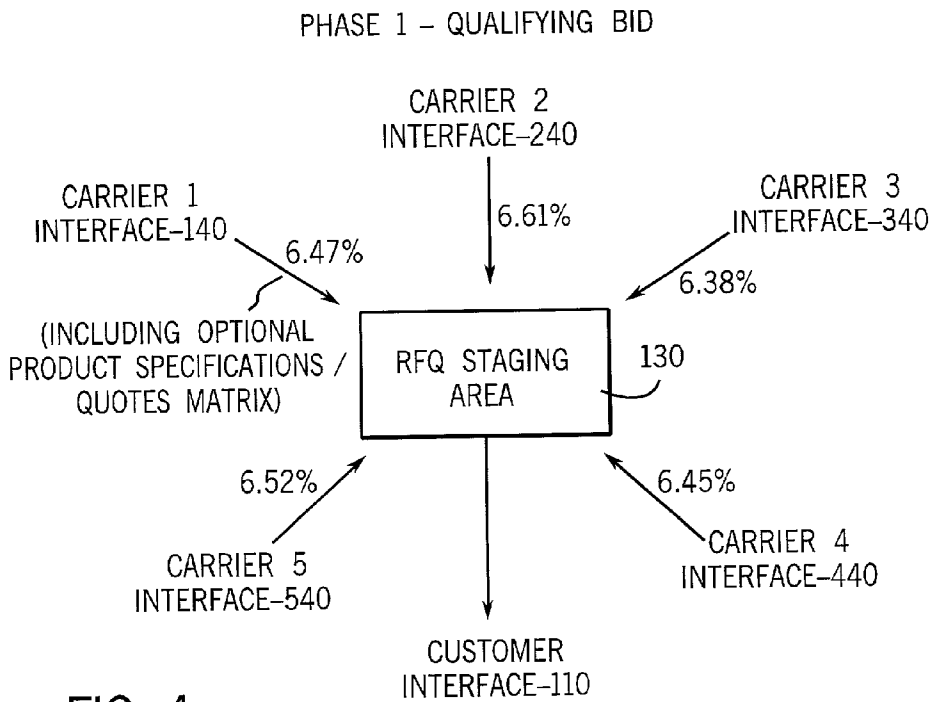 PHASE 1 – QUALIFYING BID
CARRIER 2
INTERFACE–240
CARRIER 1
INTERFACE–140
CARRIER 3
INTERFACE–340
6.61%
6.47%
6.38%
(INCLUDING OPTIONAL
PRODUCT SPECIFICATIONS /
QUOTES MATRIX)
RFQ STAGING
AREA
130
6.52%
6.45%
CARRIER 5
INTERFACE–540
CARRIER 4
INTERFACE–440
CUSTOMER
INTERFACE–110